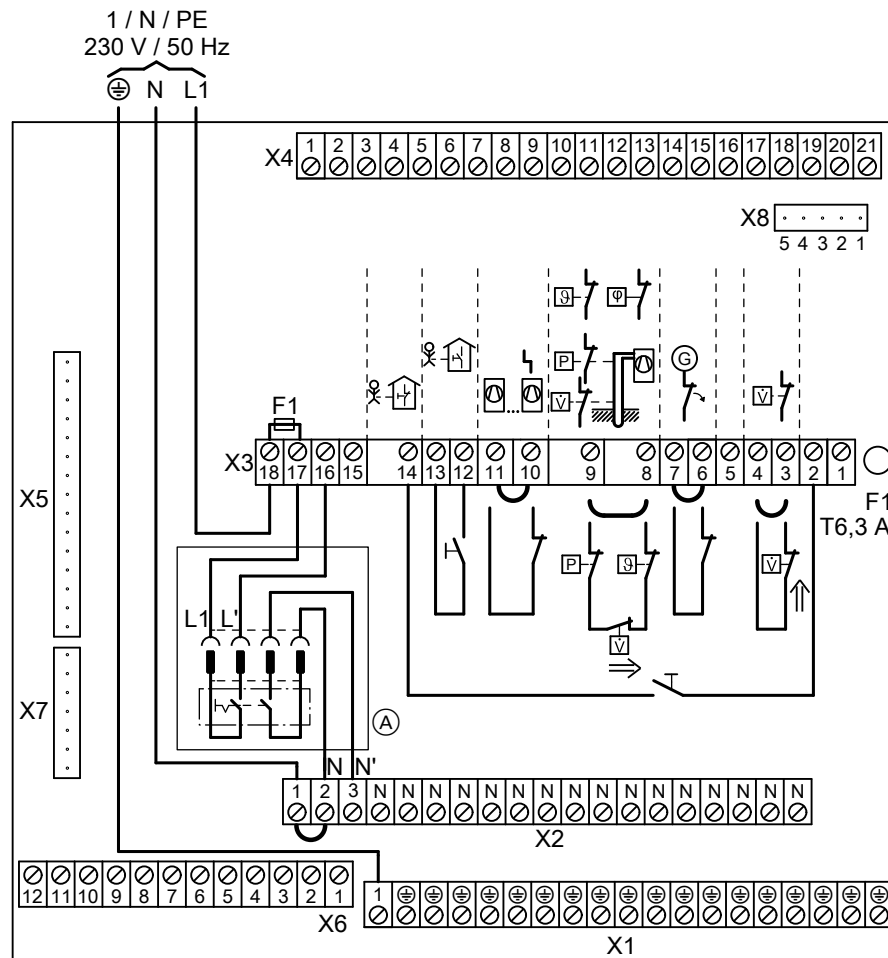 1 / N / PE
230 V / 50 Hz
N L1
X4 1 2 3 4 5 6 7 8 9 10 11 12 13 14 15 16 17 18 19 20 21
X8
5 4 3 2 1
ϑ φ
P
G
V̇ V̇
F1
X3 18 17 16 15 14 13 12 11 10 9 8 7 6 5 4 3 2 1
X5
F1
T6,3 A
P ϑ V̇
L1 L'
V̇
X7
A
N N'
1 2 3 N N N N N N N N N N N N N N N N
X2
12 11 10 9 8 7 6 5 4 3 2 1
X6
1
X1